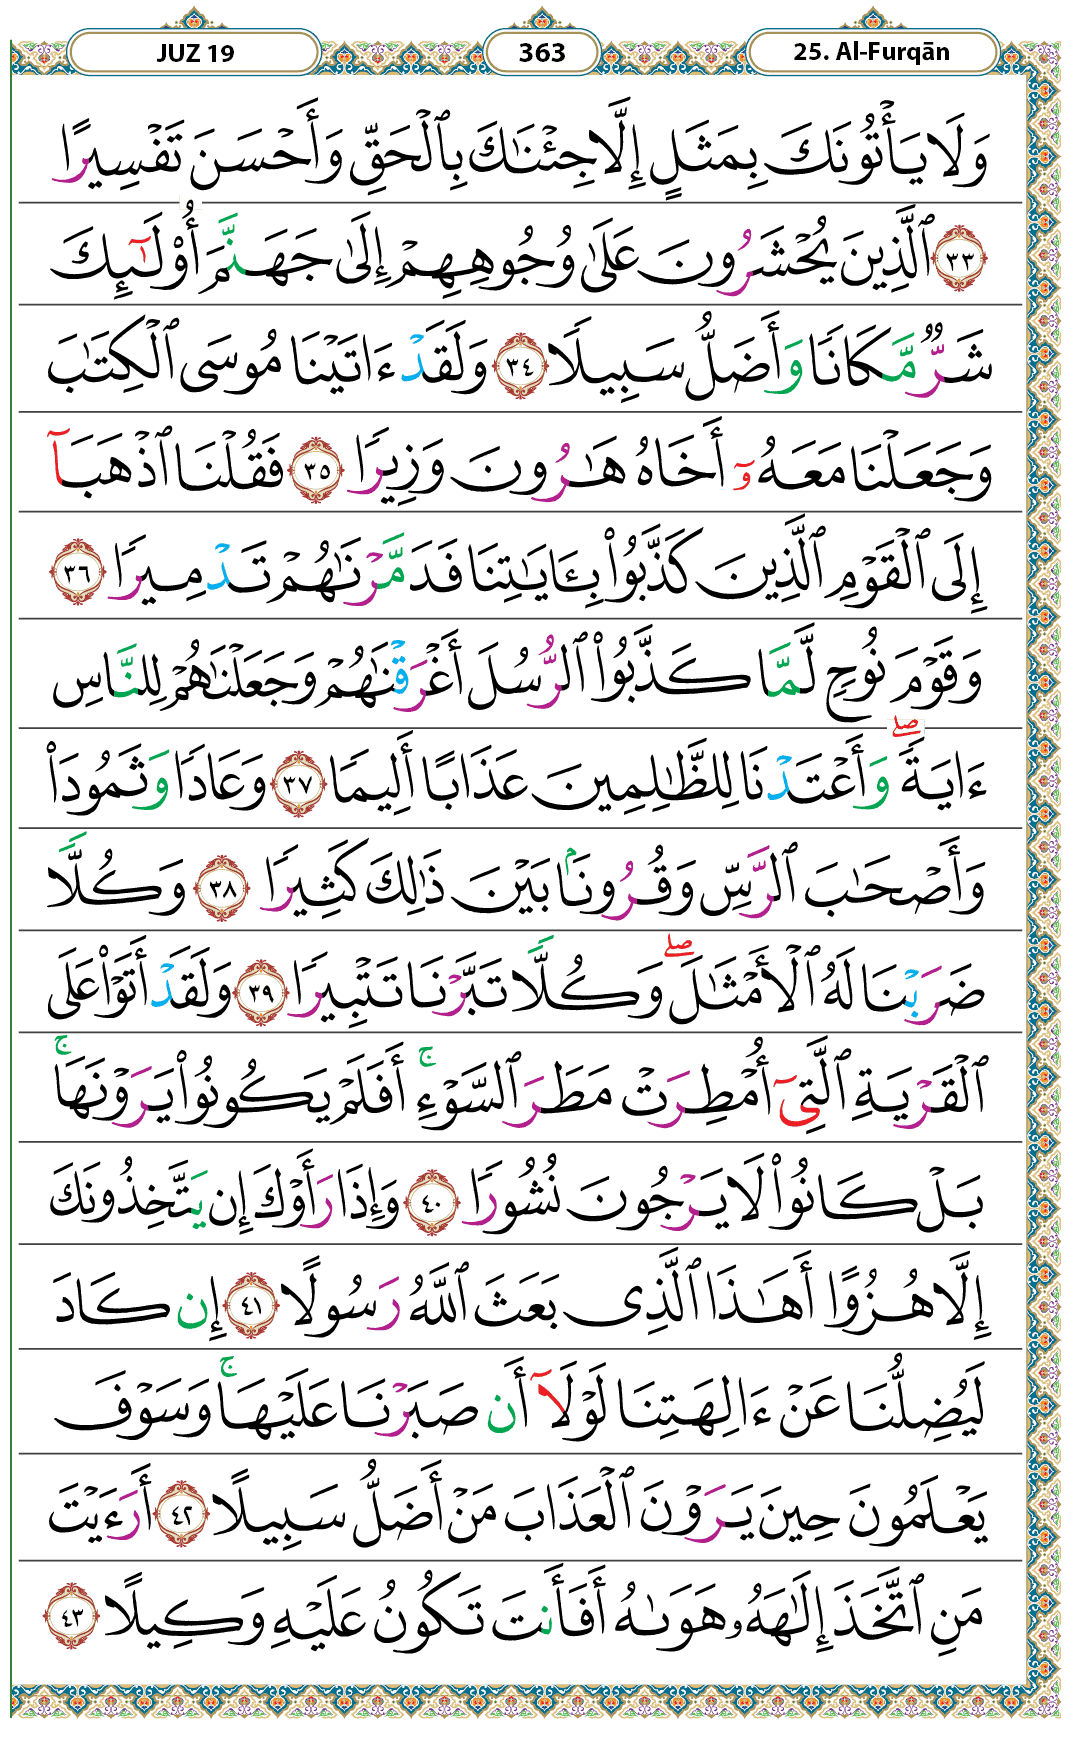 JUZ 19 363 25. Al-Furqān
وَلَا يَأْتُونَكَ بِمَثَلٍ إِلَّا جِئْنَٰكَ بِٱلْحَقِّ وَأَحْسَنَ تَفْسِيرًا
٣٣ ٱلَّذِينَ يُحْشَرُونَ عَلَىٰ وُجُوهِهِمْ إِلَىٰ جَهَنَّمَ أُو۟لَٰٓئِكَ
شَرٌّ مَّكَانًا وَأَضَلُّ سَبِيلًا ٣٤ وَلَقَدْ ءَاتَيْنَا مُوسَى ٱلْكِتَٰبَ
وَجَعَلْنَا مَعَهُۥٓ أَخَاهُ هَٰرُونَ وَزِيرًا ٣٥ فَقُلْنَا ٱذْهَبَآ
إِلَى ٱلْقَوْمِ ٱلَّذِينَ كَذَّبُوا۟ بِـَٔايَٰتِنَا فَدَمَّرْنَٰهُمْ تَدْمِيرًا ٣٦
وَقَوْمَ نُوحٍ لَّمَّا كَذَّبُوا۟ ٱلرُّسُلَ أَغْرَقْنَٰهُمْ وَجَعَلْنَٰهُمْ لِلنَّاسِ
ءَايَةً ۖ وَأَعْتَدْنَا لِلظَّٰلِمِينَ عَذَابًا أَلِيمًا ٣٧ وَعَادًا وَثَمُودَا۟
وَأَصْحَٰبَ ٱلرَّسِّ وَقُرُونًۢا بَيْنَ ذَٰلِكَ كَثِيرًا ٣٨ وَكُلًّا
ضَرَبْنَا لَهُ ٱلْأَمْثَٰلَ ۖ وَكُلًّا تَبَّرْنَا تَتْبِيرًا ٣٩ وَلَقَدْ أَتَوْا۟ عَلَى
ٱلْقَرْيَةِ ٱلَّتِىٓ أُمْطِرَتْ مَطَرَ ٱلسَّوْءِ ۚ أَفَلَمْ يَكُونُوا۟ يَرَوْنَهَا ۚ
بَلْ كَانُوا۟ لَا يَرْجُونَ نُشُورًا ٤٠ وَإِذَا رَأَوْكَ إِن يَتَّخِذُونَكَ
إِلَّا هُزُوًا أَهَٰذَا ٱلَّذِى بَعَثَ ٱللَّهُ رَسُولًا ٤١ إِن كَادَ
لَيُضِلُّنَا عَنْ ءَالِهَتِنَا لَوْلَآ أَن صَبَرْنَا عَلَيْهَا ۚ وَسَوْفَ
يَعْلَمُونَ حِينَ يَرَوْنَ ٱلْعَذَابَ مَنْ أَضَلُّ سَبِيلًا ٤٢ أَرَءَيْتَ
مَنِ ٱتَّخَذَ إِلَٰهَهُۥ هَوَىٰهُ أَفَأَنتَ تَكُونُ عَلَيْهِ وَكِيلًا ٤٣